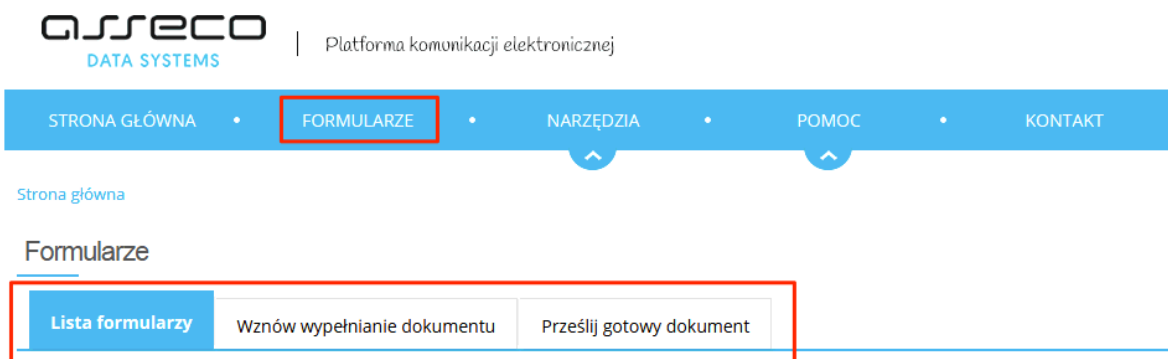 asseco
DATA SYSTEMS
Platforma komunikacji elektronicznej
STRONA GŁÓWNA • FORMULARZE • NARZĘDZIA • POMOC • KONTAKT
Strona główna
Formularze
Lista formularzy Wznów wypełnianie dokumentu Prześlij gotowy dokument